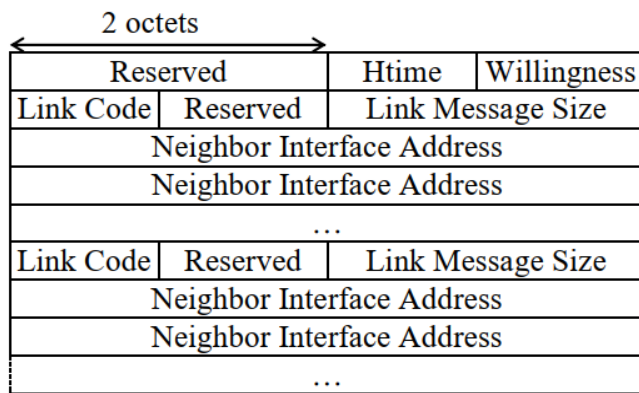 2 octets
Reserved Htime Willingness
Link Code Reserved Link Message Size
Neighbor Interface Address
Neighbor Interface Address
…
Link Code Reserved Link Message Size
Neighbor Interface Address
Neighbor Interface Address
…